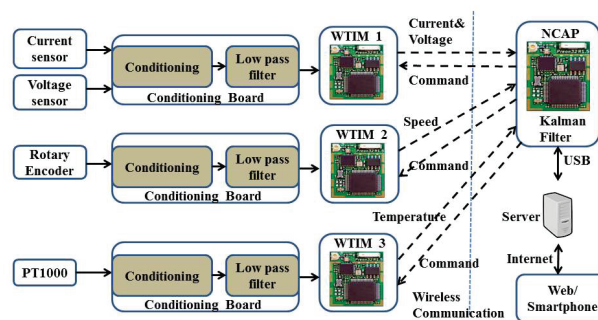 Current
sensor
Voltage
sensor
Conditioning
Low pass
filter
Conditioning Board
WTIM 1
Current&
Voltage
Command
NCAP
Kalman
Filter
Rotary
Encoder
Conditioning
Low pass
filter
Conditioning Board
WTIM 2
Speed
Command
USB
Server
PT1000
Conditioning
Low pass
filter
Conditioning Board
WTIM 3
Temperature
Command
Wireless
Communication
Internet
Web/
Smartphone